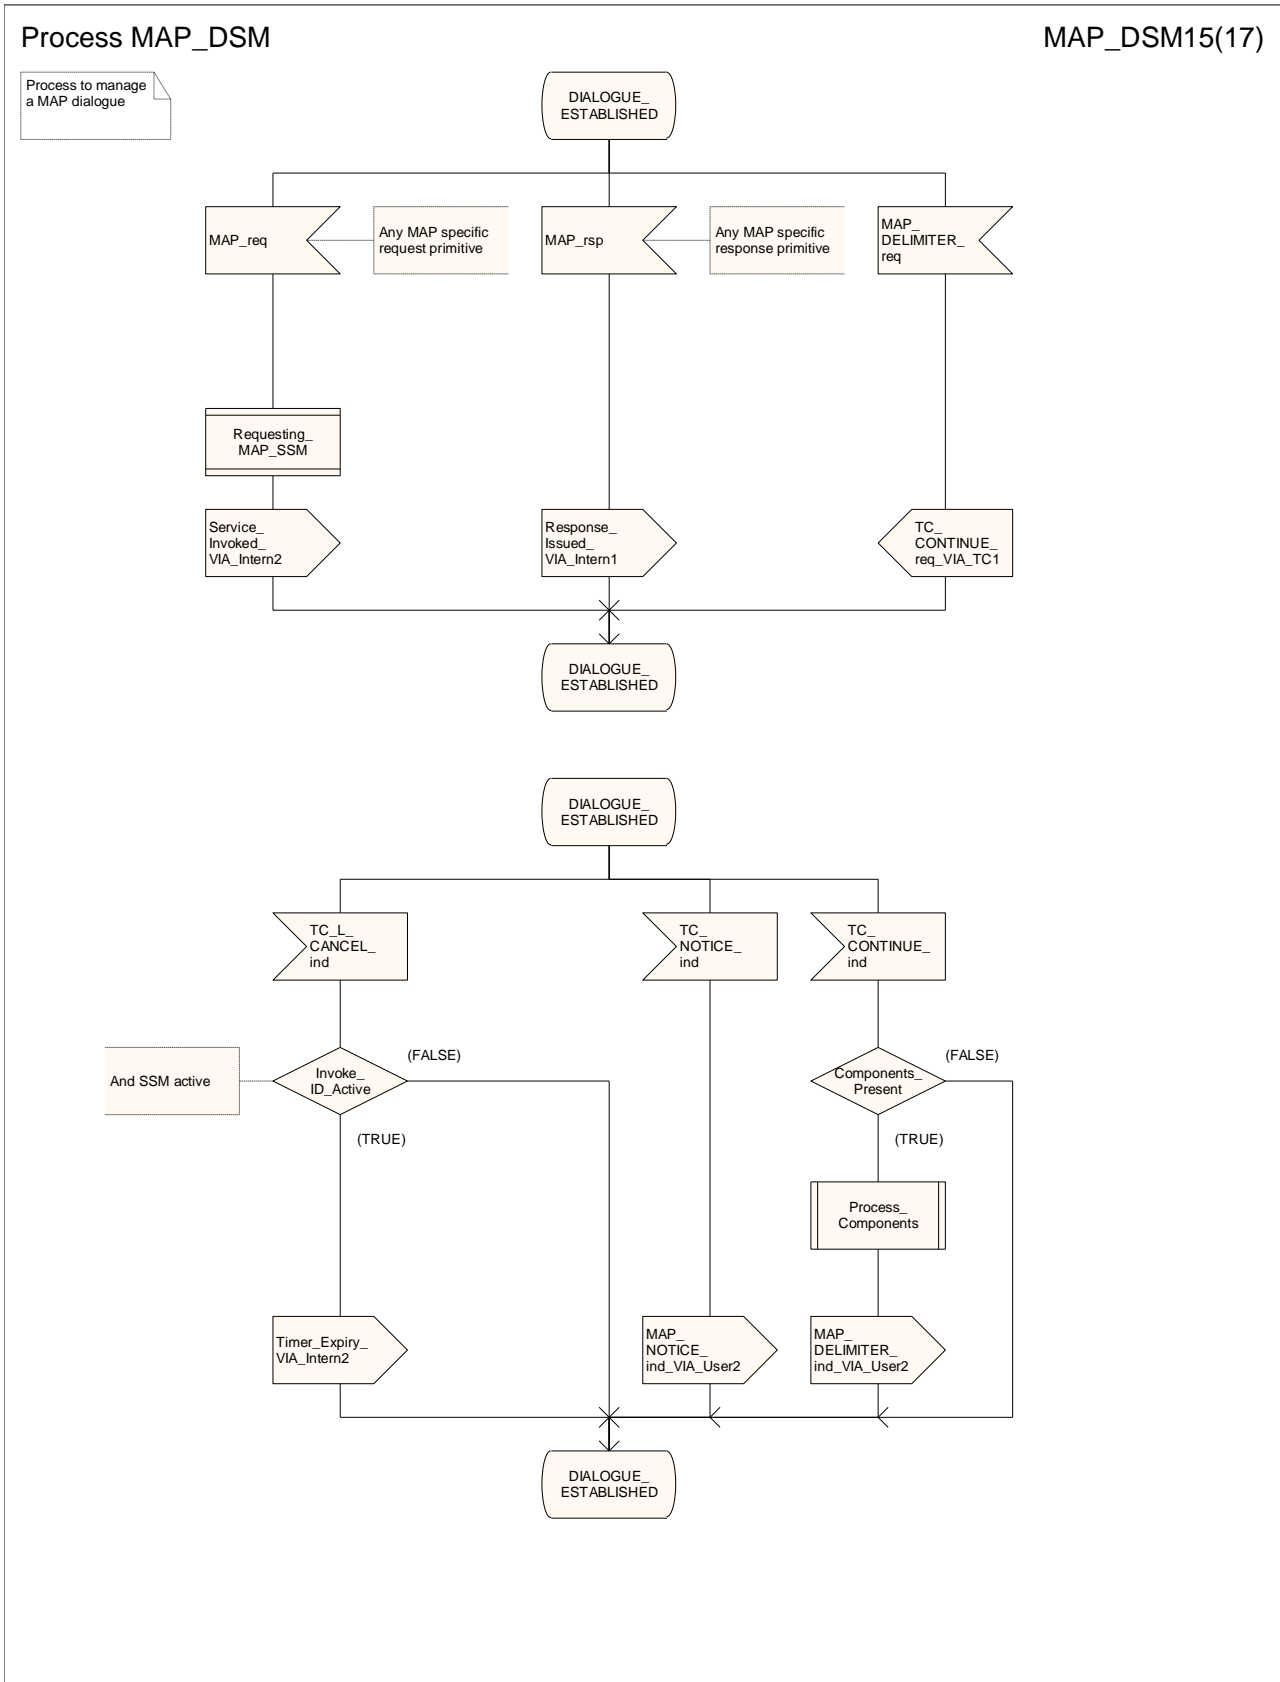 Process MAP_DSM
MAP_DSM15(17)
Process to manage
a MAP dialogue
DIALOGUE_
ESTABLISHED
MAP_req
Any MAP specific
request primitive
MAP_rsp
Any MAP specific
response primitive
MAP_
DELIMITER_
req
Requesting_
MAP_SSM
Service_
Invoked_
VIA_Intern2
Response_
Issued_
VIA_Intern1
TC_
CONTINUE_
req_VIA_TC1
DIALOGUE_
ESTABLISHED
DIALOGUE_
ESTABLISHED
TC_L_
CANCEL_
ind
TC_
NOTICE_
ind
TC_
CONTINUE_
ind
And SSM active
Invoke_
ID_Active
(FALSE)
(TRUE)
Components_
Present
(FALSE)
(TRUE)
Process_
Components
Timer_Expiry_
VIA_Intern2
MAP_
NOTICE_
ind_VIA_User2
MAP_
DELIMITER_
ind_VIA_User2
DIALOGUE_
ESTABLISHED